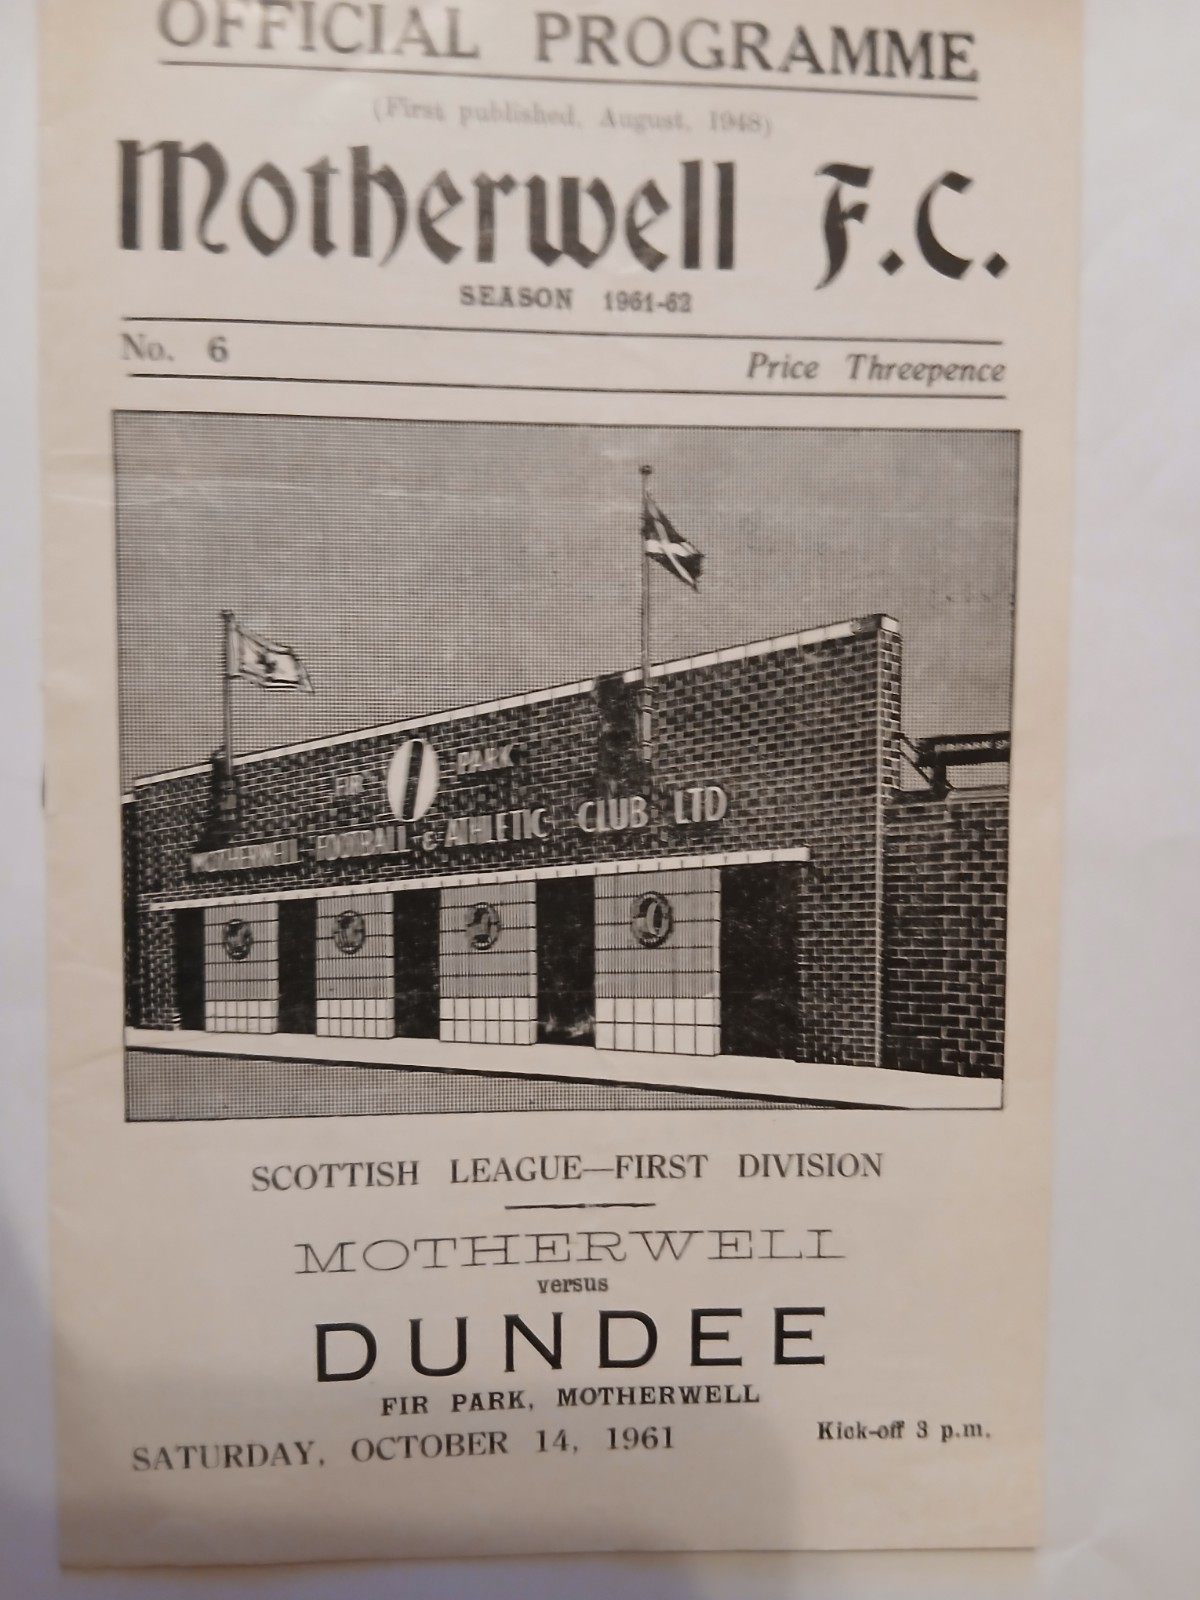 OFFICIAL PROGRAMME
(First published, August, 1948)
Motherwell F.C.
SEASON 1961-62
No. 6
Price Threepence
FIR PARK
MOTHERWELL FOOTBALL & ATHLETIC CLUB LTD
SCOTTISH LEAGUE—FIRST DIVISION
MOTHERWELL
versus
DUNDEE
FIR PARK, MOTHERWELL
SATURDAY, OCTOBER 14, 1961
Kick-off 3 p.m.